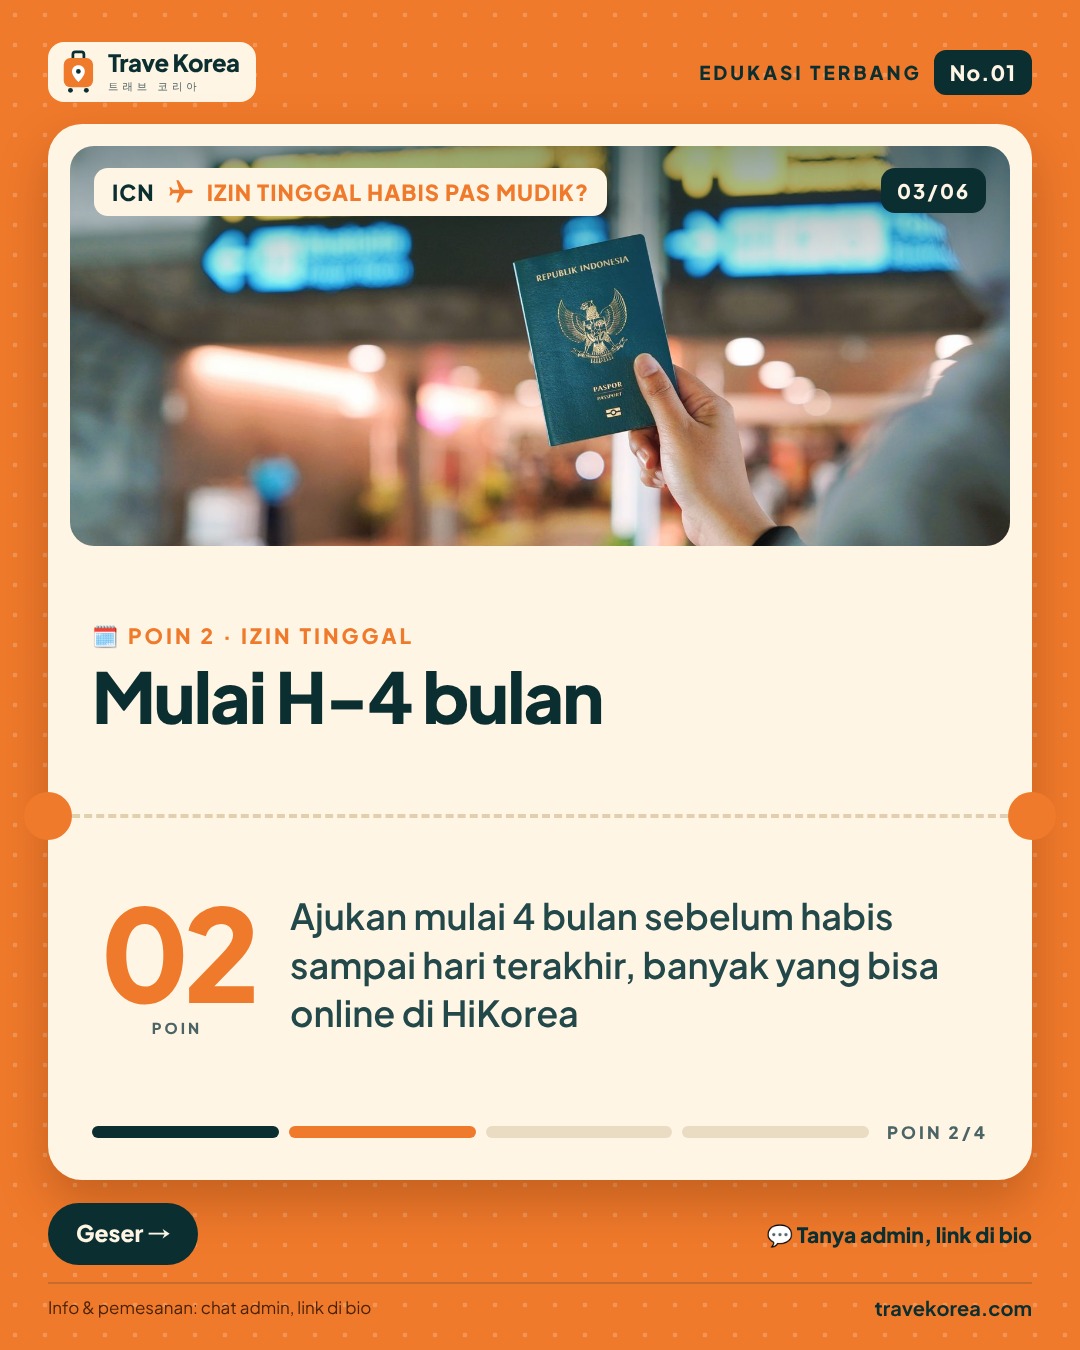 Trave Korea
트래브 코리아
EDUKASI TERBANG No.01
ICN ✈ IZIN TINGGAL HABIS PAS MUDIK?
03/06
REPUBLIK INDONESIA
PASPOR
PASSPORT
🗓️ POIN 2 · IZIN TINGGAL
Mulai H–4 bulan
02
POIN
Ajukan mulai 4 bulan sebelum habis
sampai hari terakhir, banyak yang bisa
online di HiKorea
POIN 2/4
Geser →
💬 Tanya admin, link di bio
Info & pemesanan: chat admin, link di bio
travekorea.com